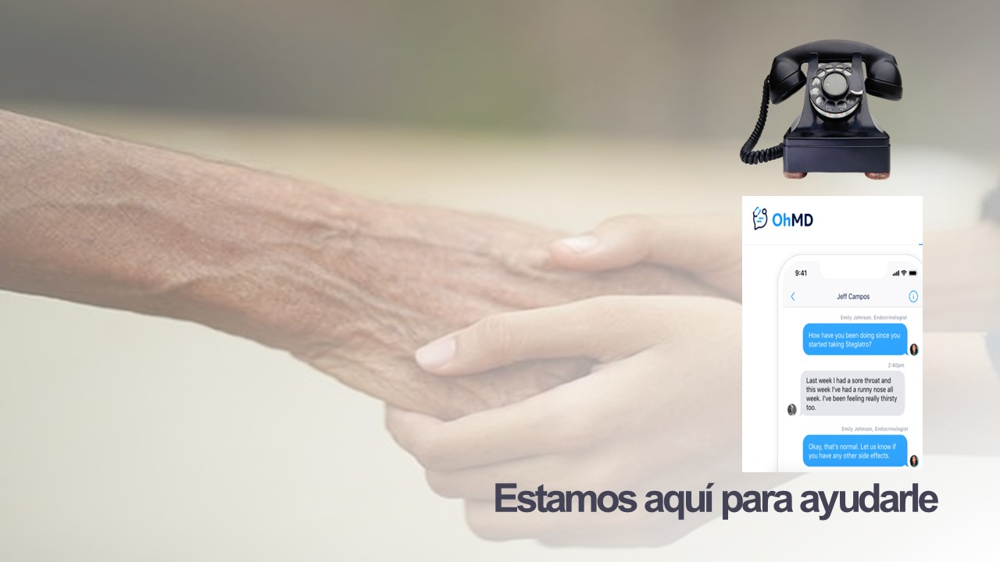 OhMD
9:41
Jeff Campos
Emily Johnson, Endocrinologist
How have you been doing since you
started taking Steglatro?
2:40pm
Last week I had a sore throat and
this week I've had a runny nose all
week. I've been feeling really thirsty
too.
Emily Johnson, Endocrinologist
Okay, that's normal. Let us know if
you have any other side effects.
Estamos aquí para ayudarle